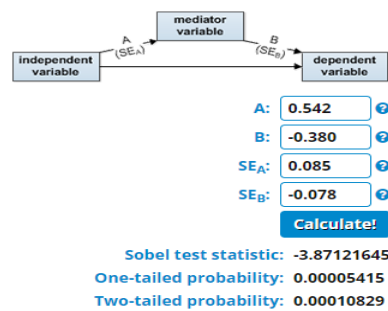 mediator
variable
A
(SEA)
B
(SEB)
independent
variable
dependent
variable
A: 0.542 ?
B: -0.380 ?
SEA: 0.085 ?
SEB: -0.078 ?
Calculate!
Sobel test statistic: -3.87121645
One-tailed probability: 0.00005415
Two-tailed probability: 0.00010829